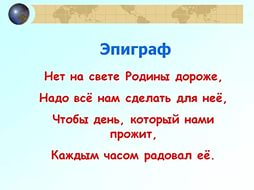 Эпиграф
Нет на свете Родины дороже,
Надо всё нам сделать для неё,
Чтобы день, который нами
прожит,
Каждым часом радовал её.